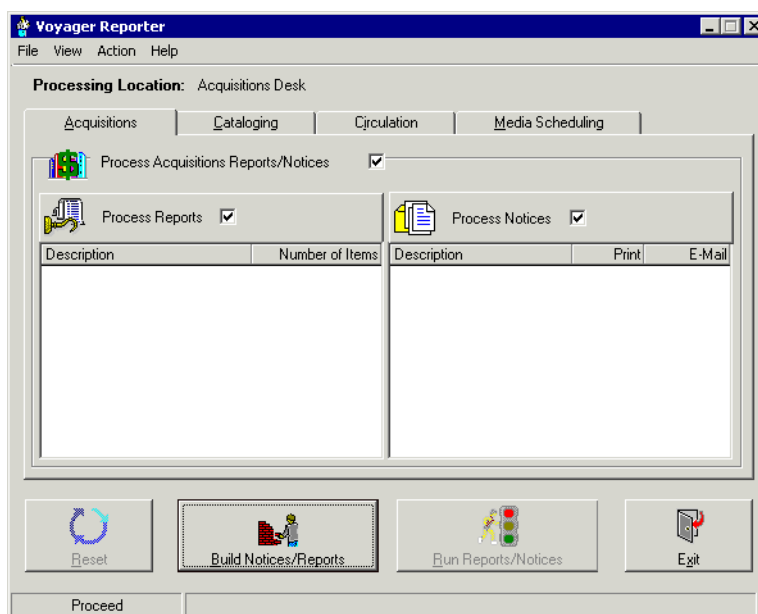 Voyager Reporter
File View Action Help
Processing Location: Acquisitions Desk
Acquisitions Cataloging Circulation Media Scheduling
Process Acquisitions Reports/Notices
Process Reports Process Notices
Description Number of Items Description Print E-Mail
Reset Build Notices/Reports Run Reports/Notices Exit
Proceed